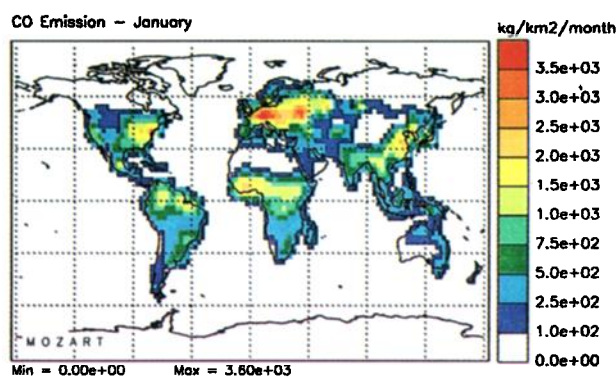 CO Emission - January
kg/km2/month
3.5e+03
3.0e+03
2.5e+03
2.0e+03
1.5e+03
1.0e+03
7.5e+02
5.0e+02
2.5e+02
1.0e+02
0.0e+00
MOZART
Min = 0.00e+00 Max = 3.60e+03